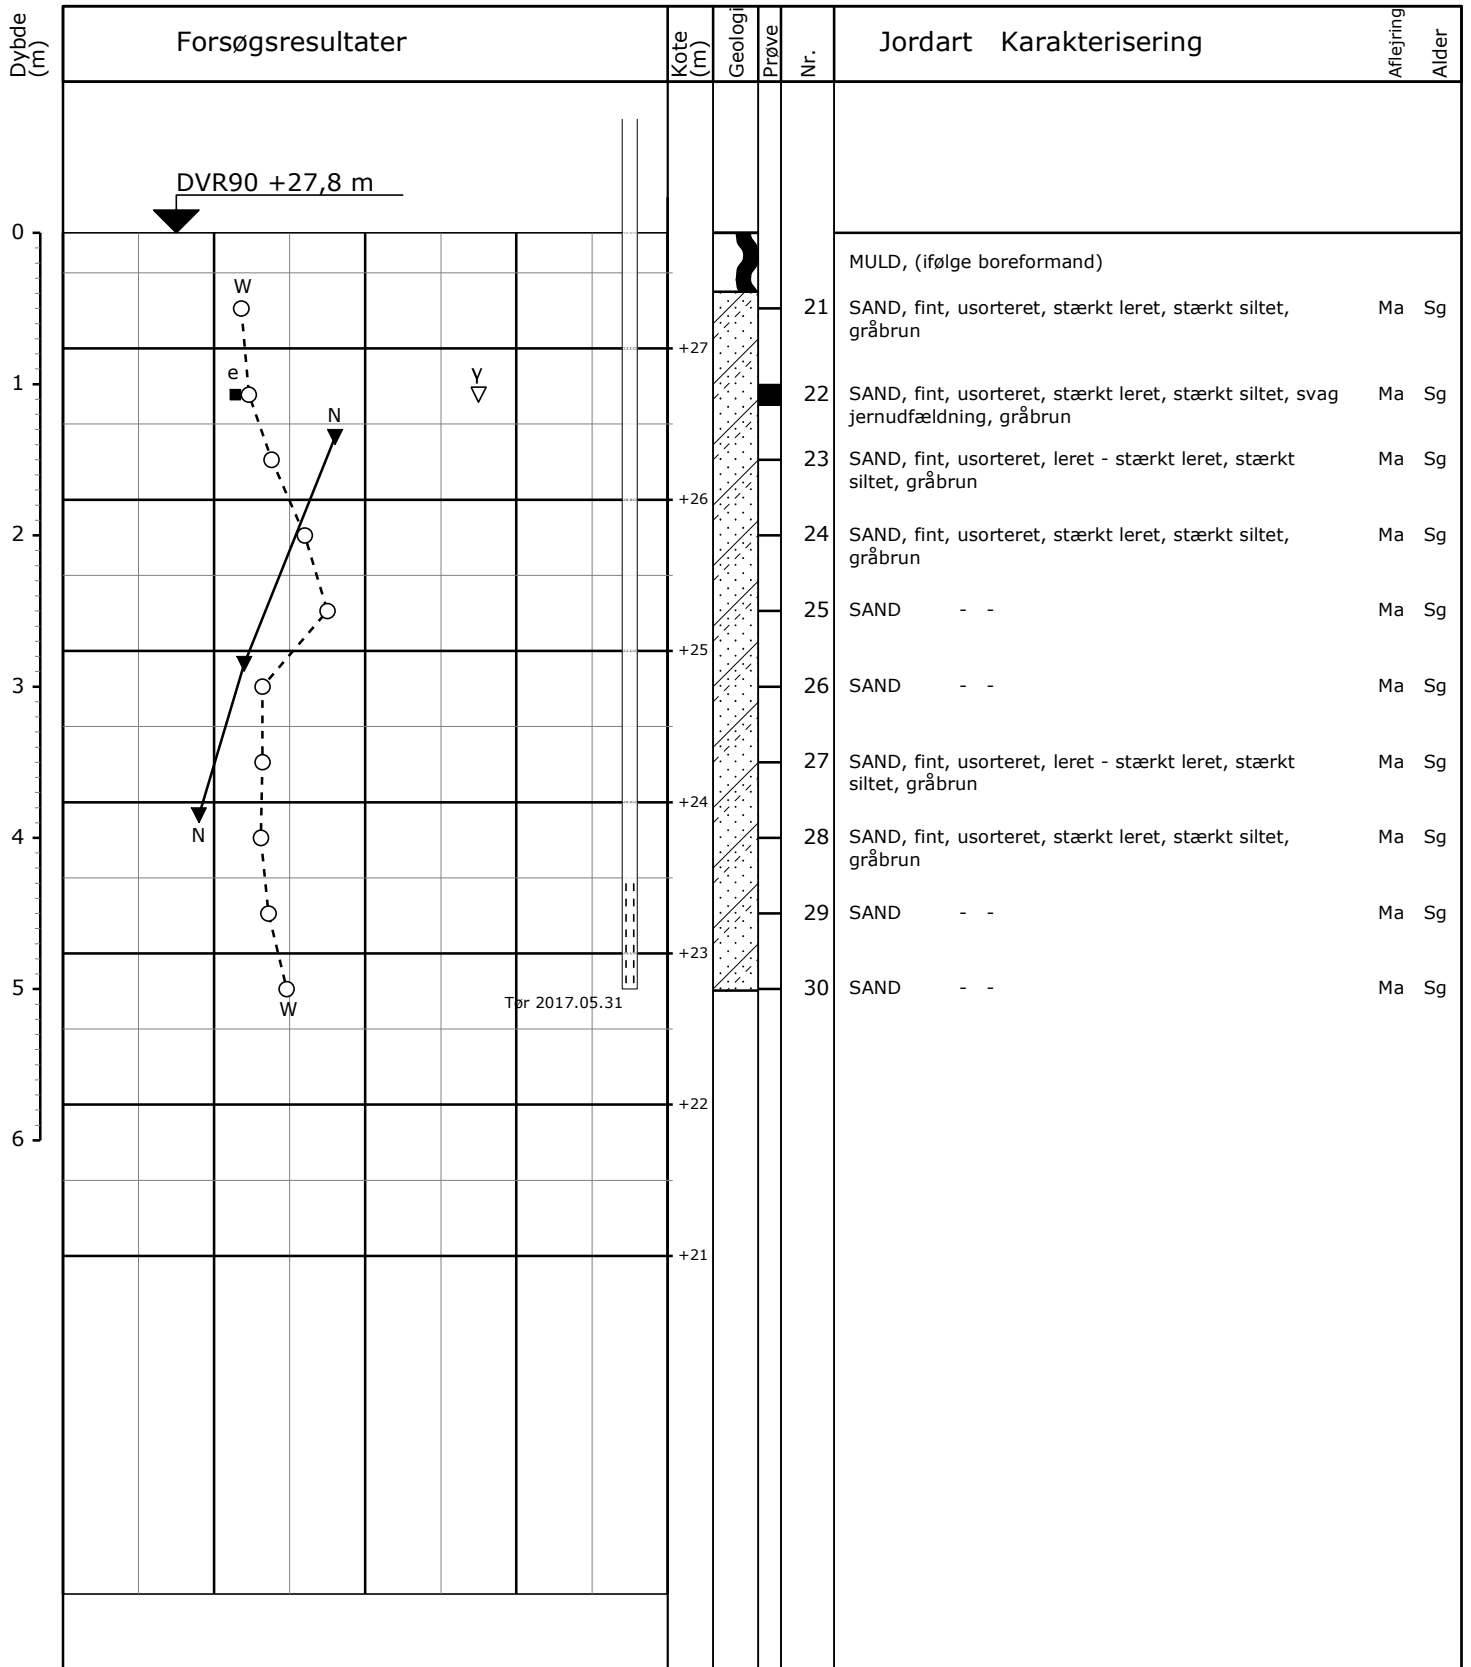 Dybde
(m)
Forsøgsresultater
Kote
(m)
Geologi
Prøve
Nr.
Jordart Karakterisering
Aflejring
Alder
DVR90 +27,8 m
0
MULD, (ifølge boreformand)
W
21 SAND, fint, usorteret, stærkt leret, stærkt siltet, Ma Sg
gråbrun
+27
1
e
γ
22 SAND, fint, usorteret, stærkt leret, stærkt siltet, svag Ma Sg
jernudfældning, gråbrun
N
23 SAND, fint, usorteret, leret - stærkt leret, stærkt Ma Sg
siltet, gråbrun
+26
2
24 SAND, fint, usorteret, stærkt leret, stærkt siltet, Ma Sg
gråbrun
25 SAND - - Ma Sg
+25
3
26 SAND - - Ma Sg
27 SAND, fint, usorteret, leret - stærkt leret, stærkt Ma Sg
siltet, gråbrun
+24
N
4
28 SAND, fint, usorteret, stærkt leret, stærkt siltet, Ma Sg
gråbrun
29 SAND - - Ma Sg
+23
5
30 SAND - - Ma Sg
W
Tør 2017.05.31
+22
6
+21